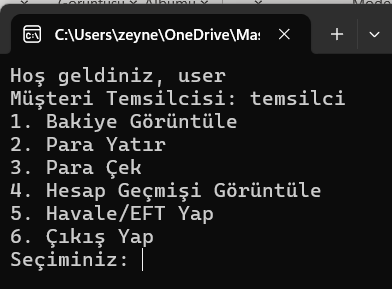 C:\Users\zeyne\OneDrive\Mas
Hoş geldiniz, user
Müşteri Temsilcisi: temsilci
1. Bakiye Görüntüle
2. Para Yatır
3. Para Çek
4. Hesap Geçmişi Görüntüle
5. Havale/EFT Yap
6. Çıkış Yap
Seçiminiz: